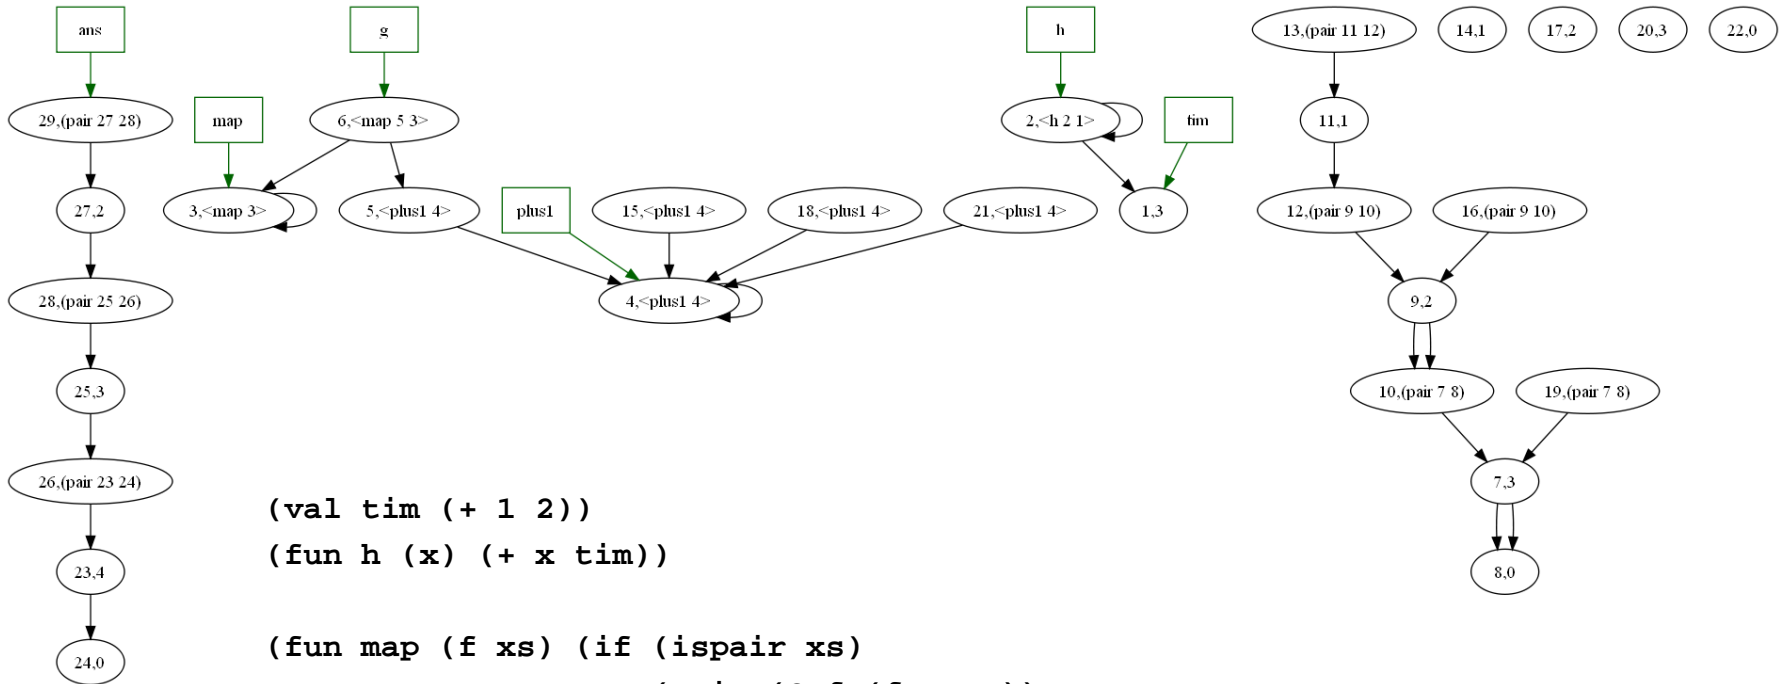 ans
g
h
13,(pair 11 12)
14,1
17,2
20,3
22,0
29,(pair 27 28)
map
6,<map 5 3>
2,<h 2 1>
tim
11,1
27,2
3,<map 3>
5,<plus1 4>
plus1
15,<plus1 4>
18,<plus1 4>
21,<plus1 4>
1,3
12,(pair 9 10)
16,(pair 9 10)
28,(pair 25 26)
4,<plus1 4>
9,2
25,3
10,(pair 7 8)
19,(pair 7 8)
26,(pair 23 24)
7,3
(val tim (+ 1 2))
(fun h (x) (+ x tim))
23,4
8,0
(fun map (f xs) (if (ispair xs)
24,0